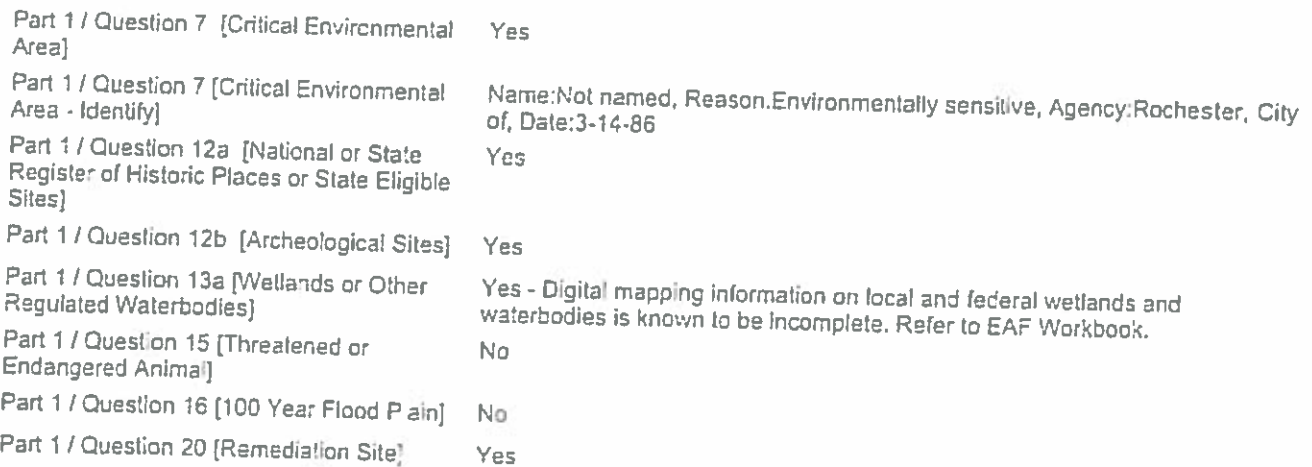 Part 1 / Question 7 [Critical Environmental Area] Yes
Part 1 / Question 7 [Critical Environmental Area - Identify] Name:Not named, Reason.Environmentally sensitive, Agency:Rochester, City of, Date:3-14-86
Part 1 / Question 12a [National or State Register of Historic Places or State Eligible Sites] Yes
Part 1 / Question 12b [Archeological Sites] Yes
Part 1 / Question 13a [Wetlands or Other Regulated Waterbodies] Yes - Digital mapping information on local and federal wetlands and waterbodies is known to be incomplete. Refer to EAF Workbook.
Part 1 / Question 15 [Threatened or Endangered Animal] No
Part 1 / Question 16 [100 Year Flood Plain] No
Part 1 / Question 20 [Remediation Site] Yes